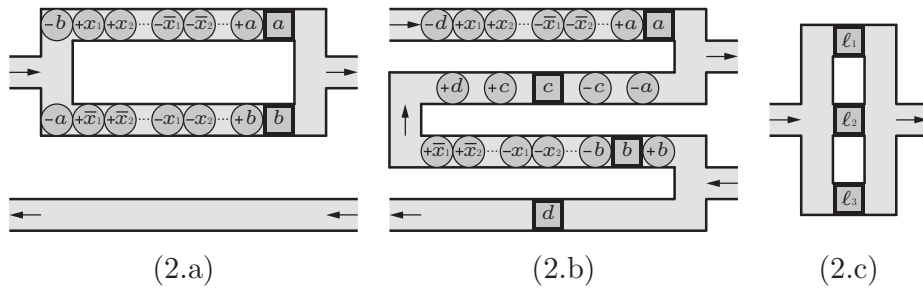 −b +x₁ +x₂ ··· −x̅₁ −x̅₂ ··· +a a
−a +x̅₁ +x̅₂ ··· −x₁ −x₂ ··· +b b
−d +x₁ +x₂ ··· −x̅₁ −x̅₂ ··· +a a
+d +c c −c −a
+x̅₁ +x̅₂ ··· −x₁ −x₂ ··· −b b +b
d
ℓ₁
ℓ₂
ℓ₃
(2.a) (2.b) (2.c)